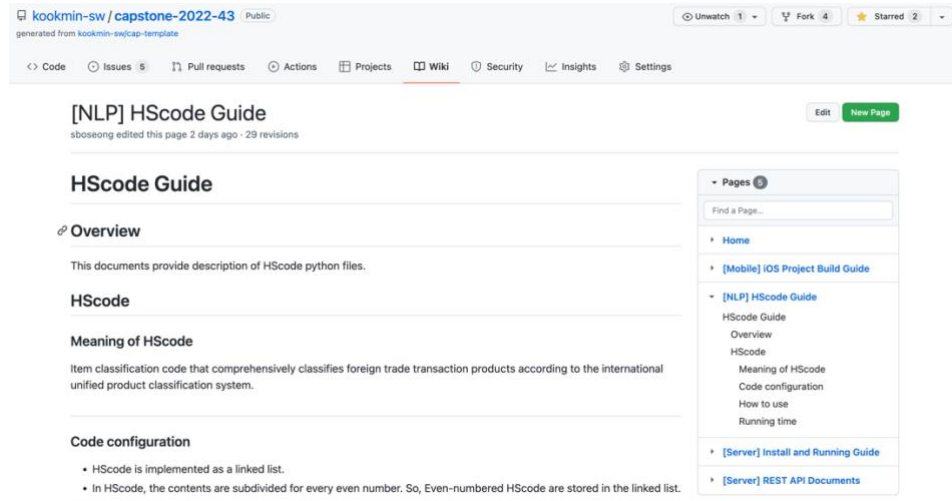 kookmin-sw / capstone-2022-43 Public
Unwatch 1
Fork 4
Starred 2
generated from kookmin-sw/cap-template
<> Code
Issues 5
Pull requests
Actions
Projects
Wiki
Security
Insights
Settings
[NLP] HScode Guide
Edit
New Page
sboseong edited this page 2 days ago · 29 revisions
HScode Guide
Overview
This documents provide description of HScode python files.
HScode
Meaning of HScode
Item classification code that comprehensively classifies foreign trade transaction products according to the international
unified product classification system.
Code configuration
• HScode is implemented as a linked list.
• In HScode, the contents are subdivided for every even number. So, Even-numbered HScode are stored in the linked list.
Pages 5
Find a Page...
Home
[Mobile] iOS Project Build Guide
[NLP] HScode Guide
HScode Guide
Overview
HScode
Meaning of HScode
Code configuration
How to use
Running time
[Server] Install and Running Guide
[Server] REST API Documents